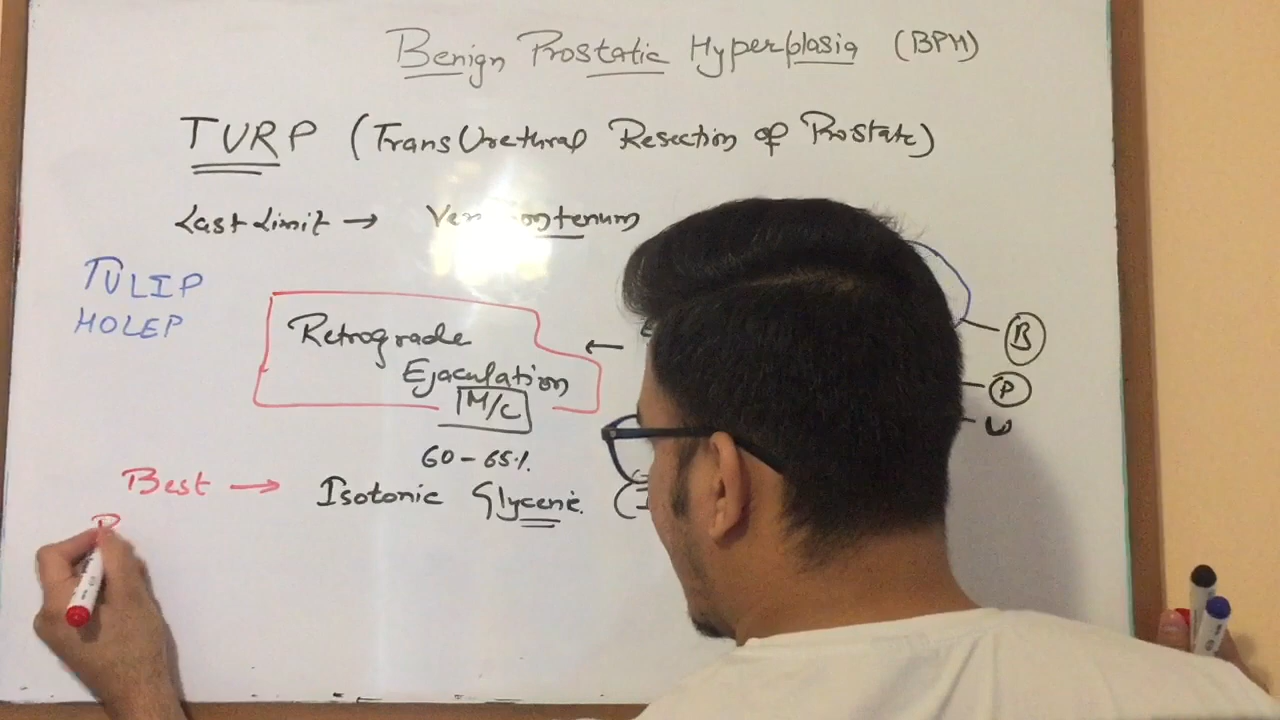 Benign Prostatic Hyperplasia (BPH)
TURP (TransUrethral Resection of Prostate)
Last Limit →
TULIP
HOLEP
Retrograde
Ejaculation
M/C
←
B
P
U
60-65%
Best → Isotonic Glycene. (